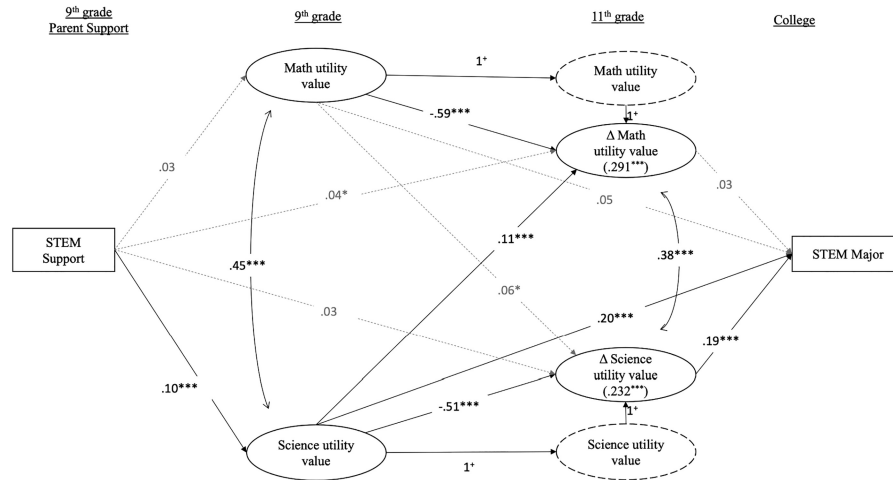 9th grade
Parent Support
9th grade
11th grade
College
Math utility
value
1+
Math utility
value
-.59***
1+
Δ Math
utility value
(.291***)
.03
.04*
.05
.03
STEM
Support
.45***
.11***
.38***
STEM Major
.03
.06*
.20***
.19***
Δ Science
utility value
(.232***)
.10***
-.51***
1+
Science utility
value
1+
Science utility
value